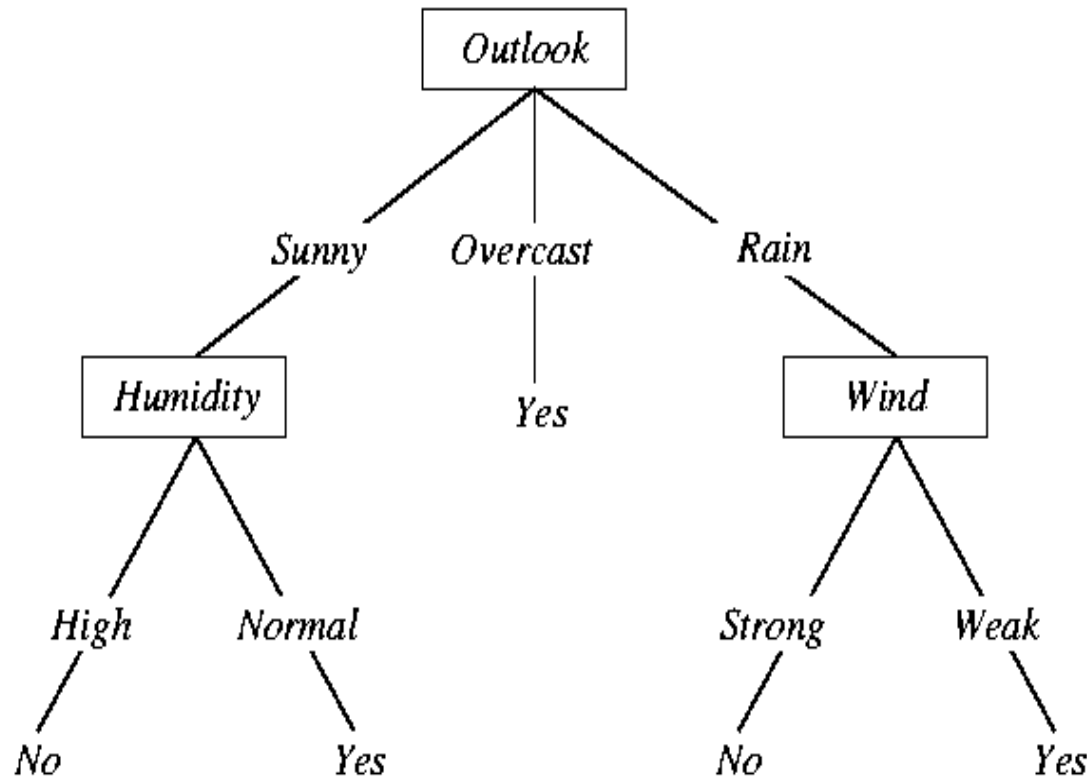 Outlook
Sunny Overcast Rain
Humidity Yes Wind
High Normal Strong Weak
No Yes No Yes